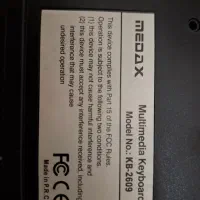 MEDAX
Multimedia Keyboard
Model No.: KB-2609
This device complies with Part 15 of the FCC Rules.
Operation is subject to the following two conditions:
(1) this device may not cause harmful interference and
(2) this device must accept any interference received, including
interference that may cause
undesired operation
FCC
CE
Made in P.R.C